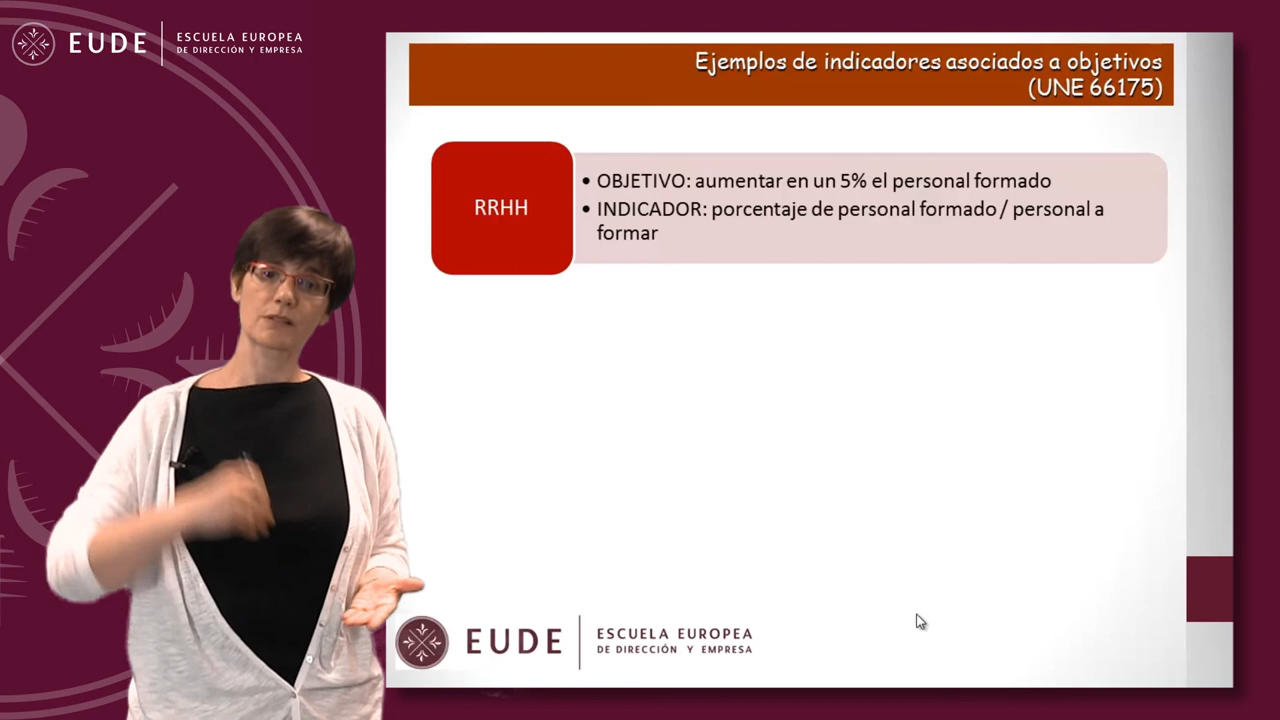 EUDE
ESCUELA EUROPEA
DE DIRECCIÓN Y EMPRESA
Ejemplos de indicadores asociados a objetivos
(UNE 66175)
RRHH
• OBJETIVO: aumentar en un 5% el personal formado
• INDICADOR: porcentaje de personal formado / personal a
formar
EUDE
ESCUELA EUROPEA
DE DIRECCIÓN Y EMPRESA